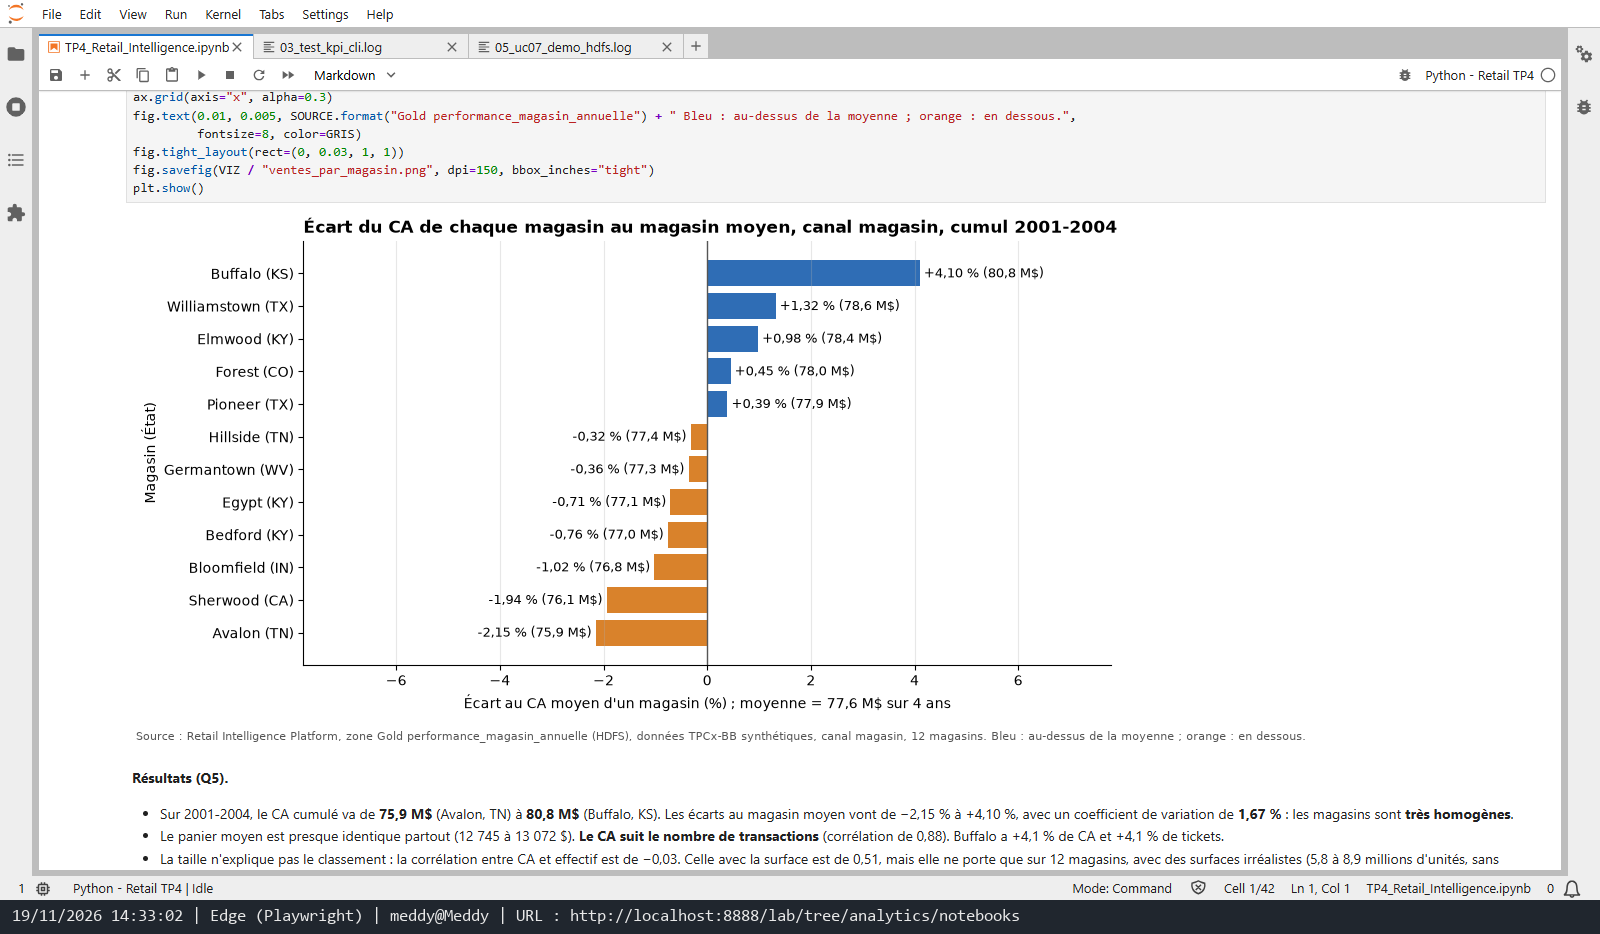 File Edit View Run Kernel Tabs Settings Help
TP4_Retail_Intelligence.ipynb 03_test_kpi_cli.log 05_uc07_demo_hdfs.log
Markdown Python - Retail TP4
ax.grid(axis="x", alpha=0.3)
fig.text(0.01, 0.005, SOURCE.format("Gold performance_magasin_annuelle") + " Bleu : au-dessus de la moyenne ; orange : en dessous.",
fontsize=8, color=GRIS)
fig.tight_layout(rect=(0, 0.03, 1, 1))
fig.savefig(VIZ / "ventes_par_magasin.png", dpi=150, bbox_inches="tight")
plt.show()
Écart du CA de chaque magasin au magasin moyen, canal magasin, cumul 2001-2004
Magasin (État)
Buffalo (KS) +4,10 % (80,8 M$)
Williamstown (TX) +1,32 % (78,6 M$)
Elmwood (KY) +0,98 % (78,4 M$)
Forest (CO) +0,45 % (78,0 M$)
Pioneer (TX) +0,39 % (77,9 M$)
Hillside (TN) -0,32 % (77,4 M$)
Germantown (WV) -0,36 % (77,3 M$)
Egypt (KY) -0,71 % (77,1 M$)
Bedford (KY) -0,76 % (77,0 M$)
Bloomfield (IN) -1,02 % (76,8 M$)
Sherwood (CA) -1,94 % (76,1 M$)
Avalon (TN) -2,15 % (75,9 M$)
−6 −4 −2 0 2 4 6
Écart au CA moyen d'un magasin (%) ; moyenne = 77,6 M$ sur 4 ans
Source : Retail Intelligence Platform, zone Gold performance_magasin_annuelle (HDFS), données TPCx-BB synthétiques, canal magasin, 12 magasins. Bleu : au-dessus de la moyenne ; orange : en dessous.
Résultats (Q5).
• Sur 2001-2004, le CA cumulé va de 75,9 M$ (Avalon, TN) à 80,8 M$ (Buffalo, KS). Les écarts au magasin moyen vont de −2,15 % à +4,10 %, avec un coefficient de variation de 1,67 % : les magasins sont très homogènes.
• Le panier moyen est presque identique partout (12 745 à 13 072 $). Le CA suit le nombre de transactions (corrélation de 0,88). Buffalo a +4,1 % de CA et +4,1 % de tickets.
• La taille n'explique pas le classement : la corrélation entre CA et effectif est de −0,03. Celle avec la surface est de 0,51, mais elle ne porte que sur 12 magasins, avec des surfaces irréalistes (5,8 à 8,9 millions d'unités, sans
1 Python - Retail TP4 | Idle Mode: Command Cell 1/42 Ln 1, Col 1 TP4_Retail_Intelligence.ipynb 0
19/11/2026 14:33:02 | Edge (Playwright) | meddy@Meddy | URL : http://localhost:8888/lab/tree/analytics/notebooks